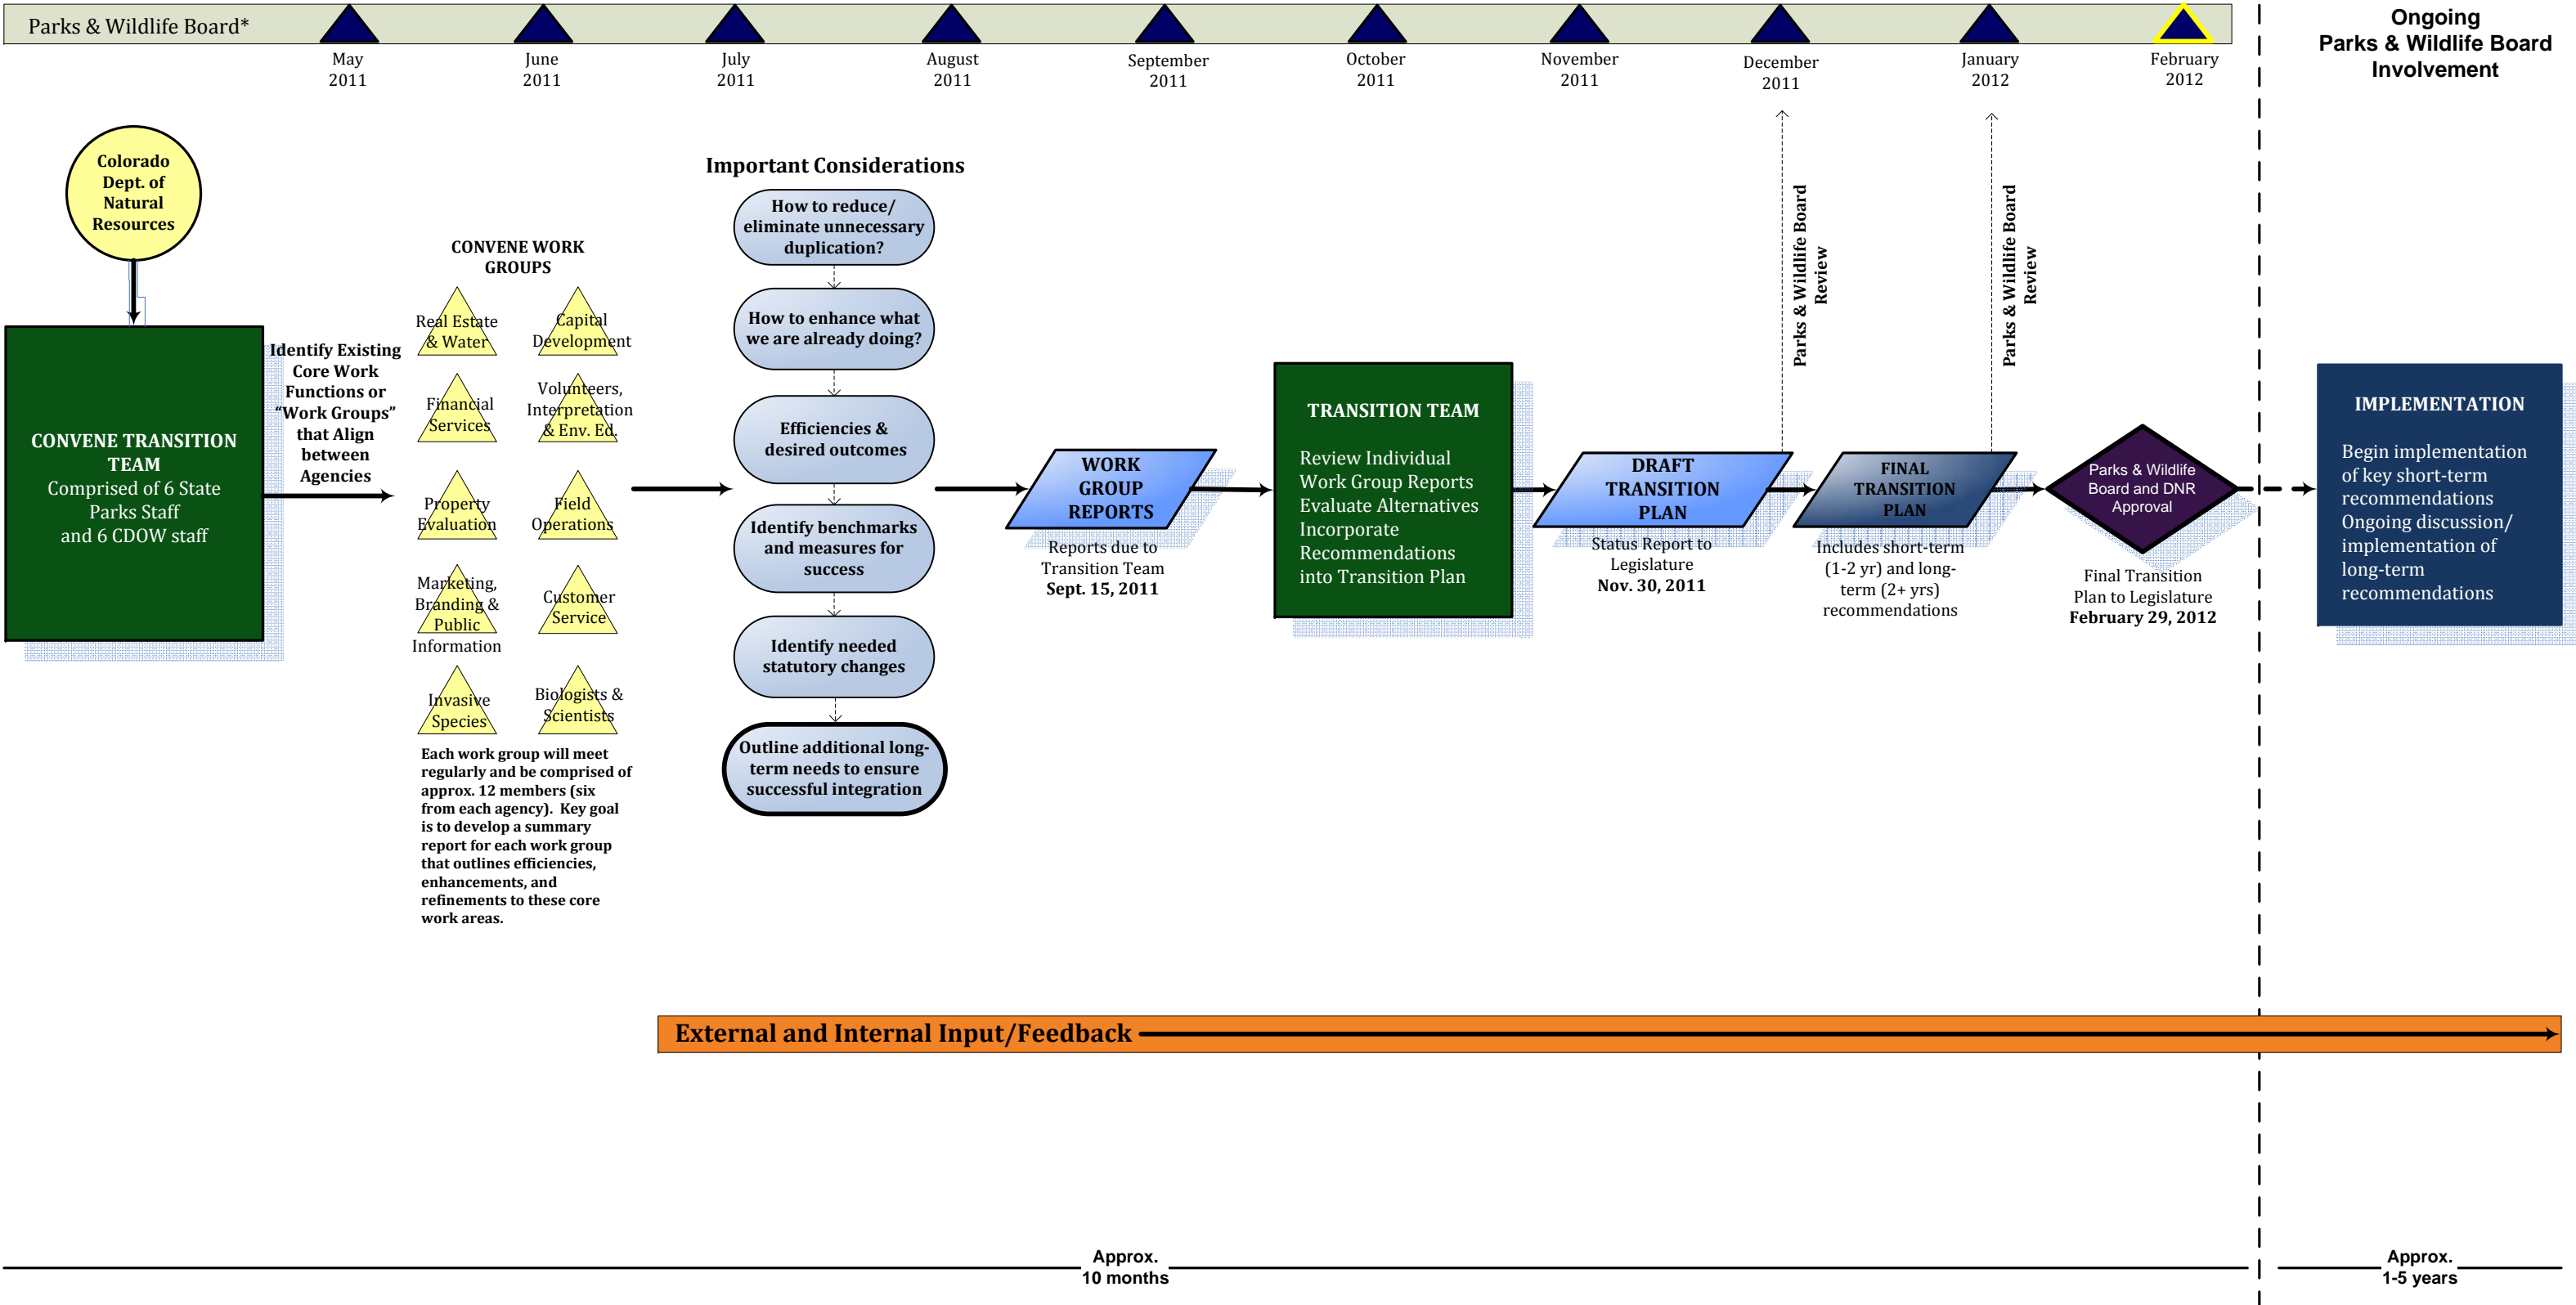 Parks & Wildlife Board*
May
2011
June
2011
July
2011
August
2011
September
2011
October
2011
November
2011
December
2011
January
2012
February
2012
Ongoing
Parks & Wildlife Board
Involvement
Colorado
Dept. of
Natural
Resources
CONVENE TRANSITION
TEAM
Comprised of 6 State
Parks Staff
and 6 CDOW staff
Identify Existing
Core Work
Functions or
“Work Groups”
that Align
between
Agencies
CONVENE WORK
GROUPS
Real Estate
& Water
Capital
Development
Financial
Services
Volunteers,
Interpretation
& Env. Ed.
Property
Evaluation
Field
Operations
Marketing,
Branding &
Public
Information
Customer
Service
Invasive
Species
Biologists &
Scientists
Each work group will meet
regularly and be comprised of
approx. 12 members (six
from each agency).  Key goal
is to develop a summary
report for each work group
that outlines efficiencies,
enhancements, and
refinements to these core
work areas.
Important Considerations
How to reduce/
eliminate unnecessary
duplication?
How to enhance what
we are already doing?
Efficiencies &
desired outcomes
Identify benchmarks
and measures for
success
Identify needed
statutory changes
Outline additional long-
term needs to ensure
successful integration
WORK
GROUP
REPORTS
Reports due to
Transition Team
Sept. 15, 2011
TRANSITION TEAM
Review Individual
Work Group Reports
Evaluate Alternatives
Incorporate
Recommendations
into Transition Plan
DRAFT
TRANSITION
PLAN
Status Report to
Legislature
Nov. 30, 2011
Parks & Wildlife Board
Review
FINAL
TRANSITION
PLAN
Includes short-term
(1-2 yr) and long-
term (2+ yrs)
recommendations
Parks & Wildlife Board
Review
Parks & Wildlife
Board and DNR
Approval
Final Transition
Plan to Legislature
February 29, 2012
IMPLEMENTATION
Begin implementation
of key short-term
recommendations
Ongoing discussion/
implementation of
long-term
recommendations
External and Internal Input/Feedback
Approx.
10 months
Approx.
1-5 years